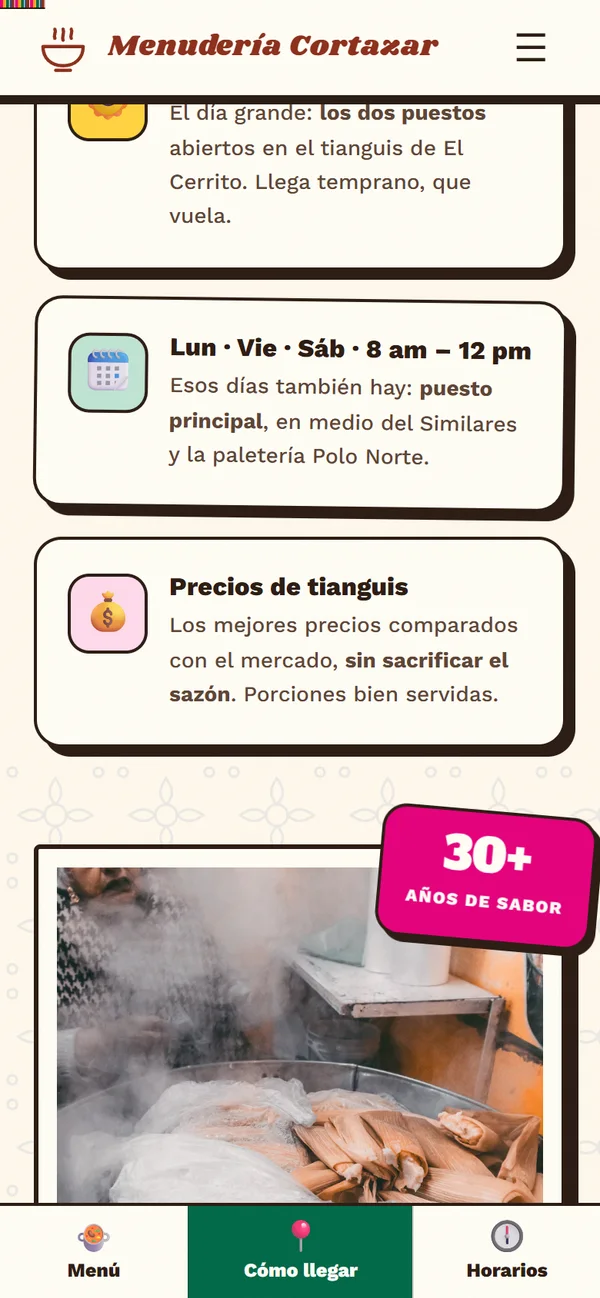 Menudería Cortazar
El día grande: los dos puestos
abiertos en el tianguis de El
Cerrito. Llega temprano, que
vuela.
Lun · Vie · Sáb · 8 am – 12 pm
Esos días también hay: puesto
principal, en medio del Similares
y la paletería Polo Norte.
Precios de tianguis
Los mejores precios comparados
con el mercado, sin sacrificar el
sazón. Porciones bien servidas.
30+
AÑOS DE SABOR
Menú
Cómo llegar
Horarios